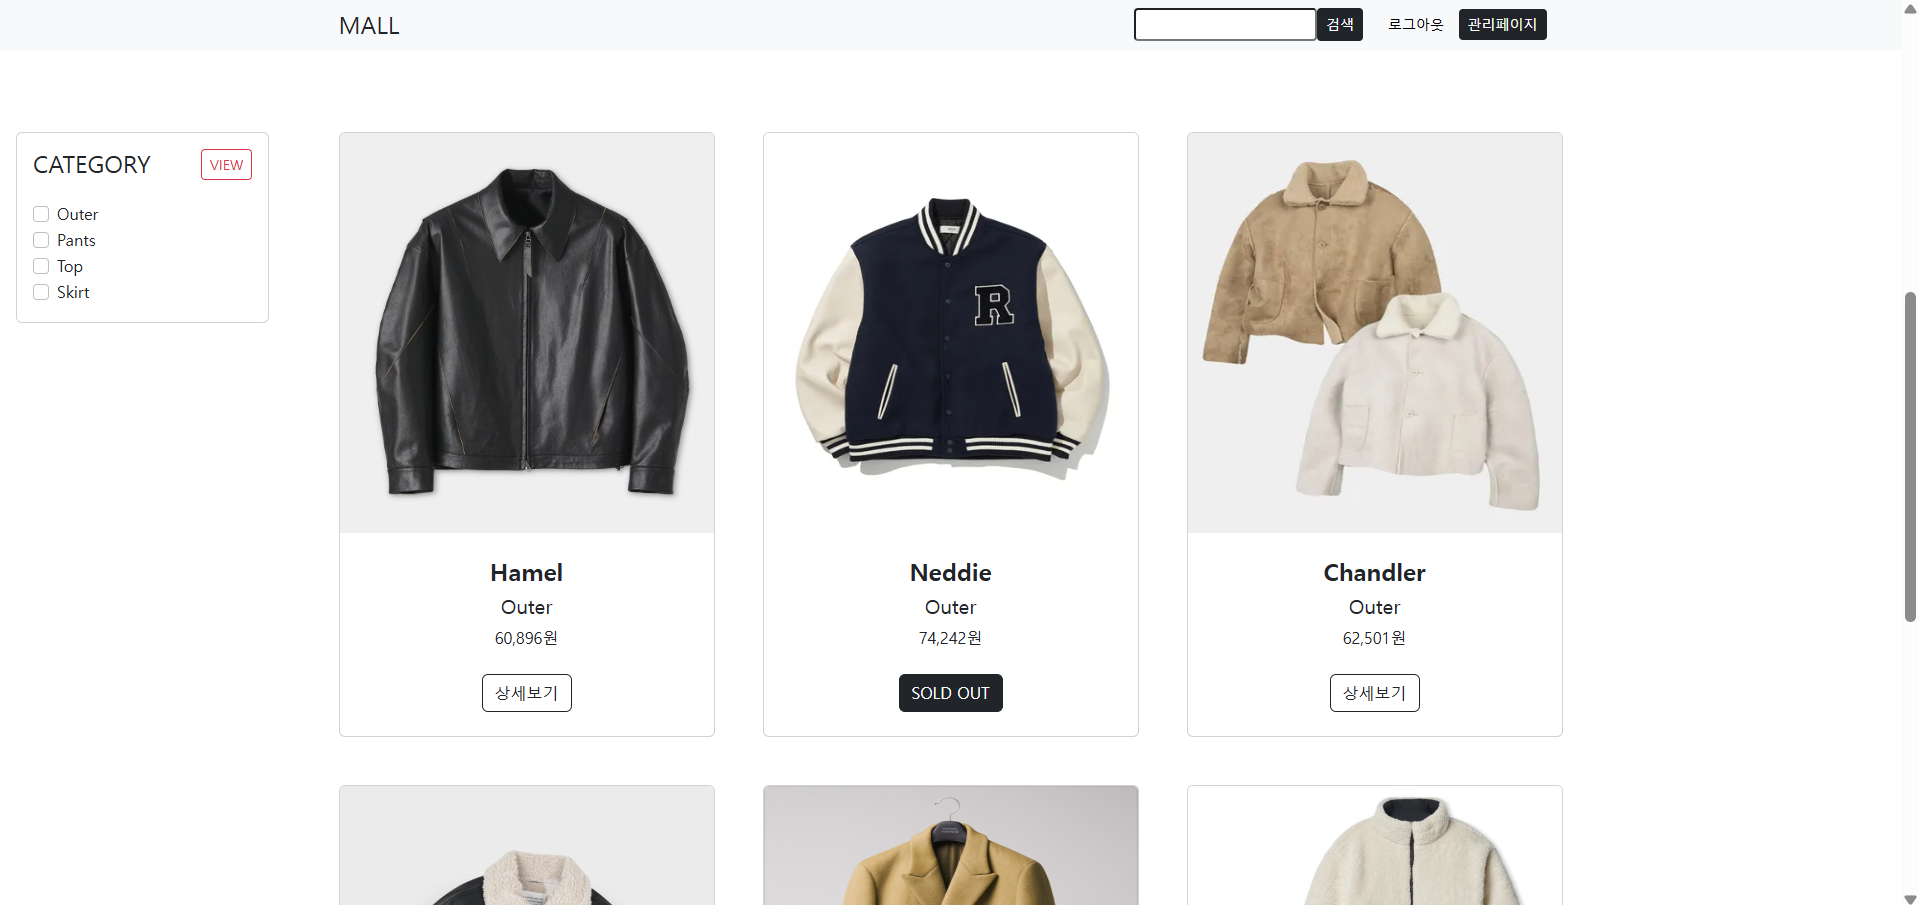 MALL
검색
로그아웃
관리페이지
CATEGORY
VIEW
Outer
Pants
Top
Skirt
R
Hamel
Outer
60,896원
상세보기
Neddie
Outer
74,242원
SOLD OUT
Chandler
Outer
62,501원
상세보기